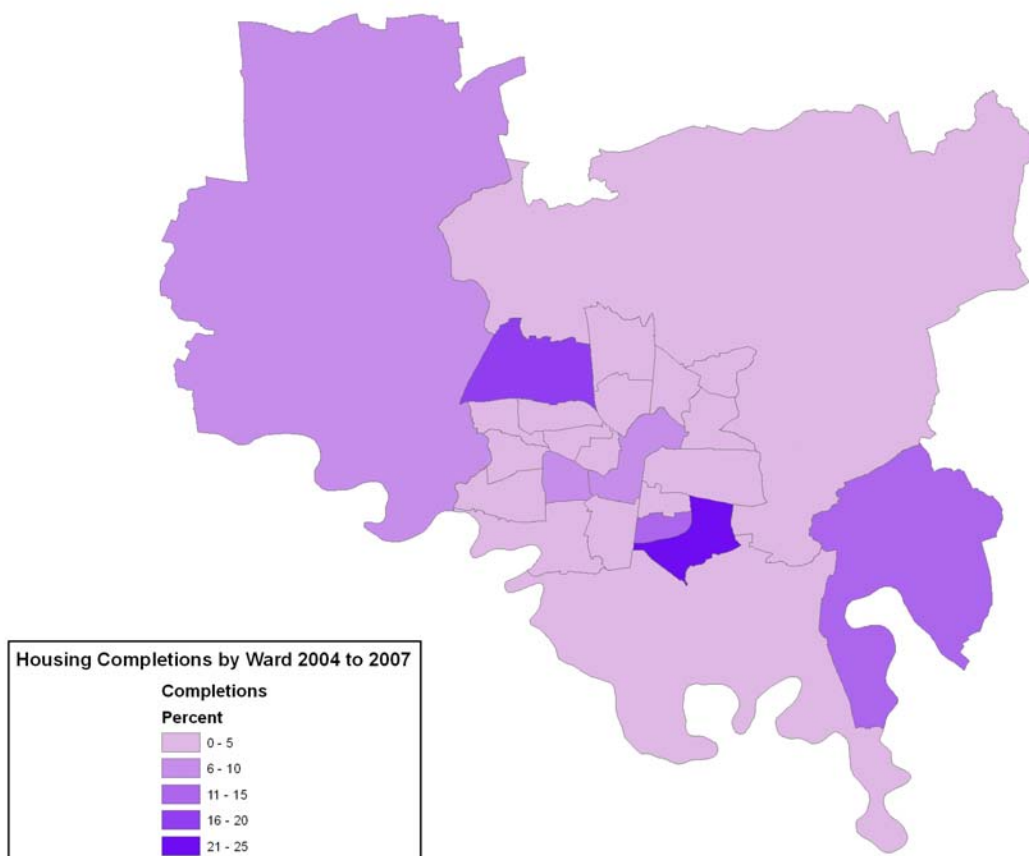 Housing Completions by Ward 2004 to 2007
Completions
Percent
0 - 5
6 - 10
11 - 15
16 - 20
21 - 25